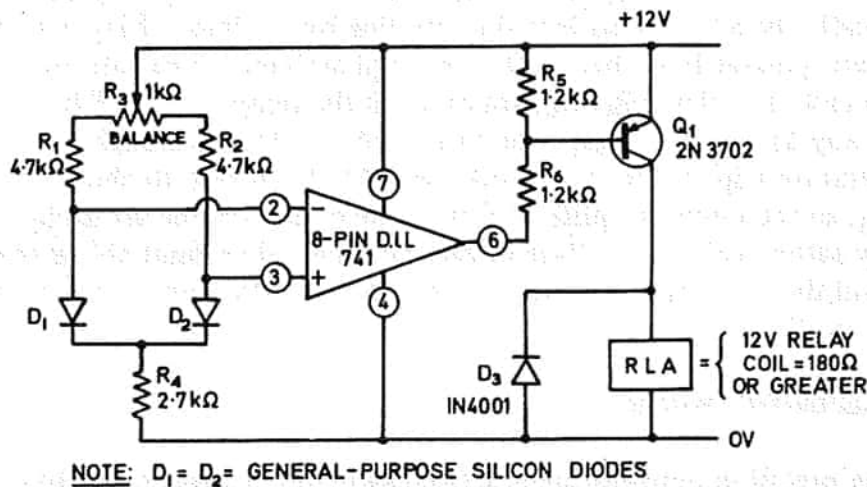 +12V
R3 1kΩ
BALANCE
R1
4.7kΩ
R2
4.7kΩ
R5
1.2kΩ
Q1
2N 3702
R6
1.2kΩ
7
2
-
8-PIN D.I.L
741
6
3
+
4
D1
D2
R4
2.7kΩ
D3
IN4001
RLA
=
12V RELAY
COIL = 180Ω
OR GREATER
0V
NOTE: D1 = D2 = GENERAL-PURPOSE SILICON DIODES